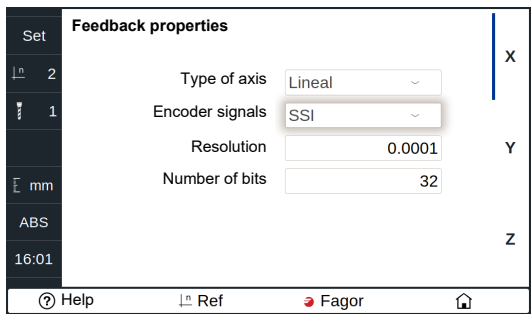 Feedback properties
Set
n 2
1
mm
ABS
16:01
Type of axis Lineal
Encoder signals SSI
Resolution 0.0001
Number of bits 32
X
Y
Z
? Help
n Ref
Fagor